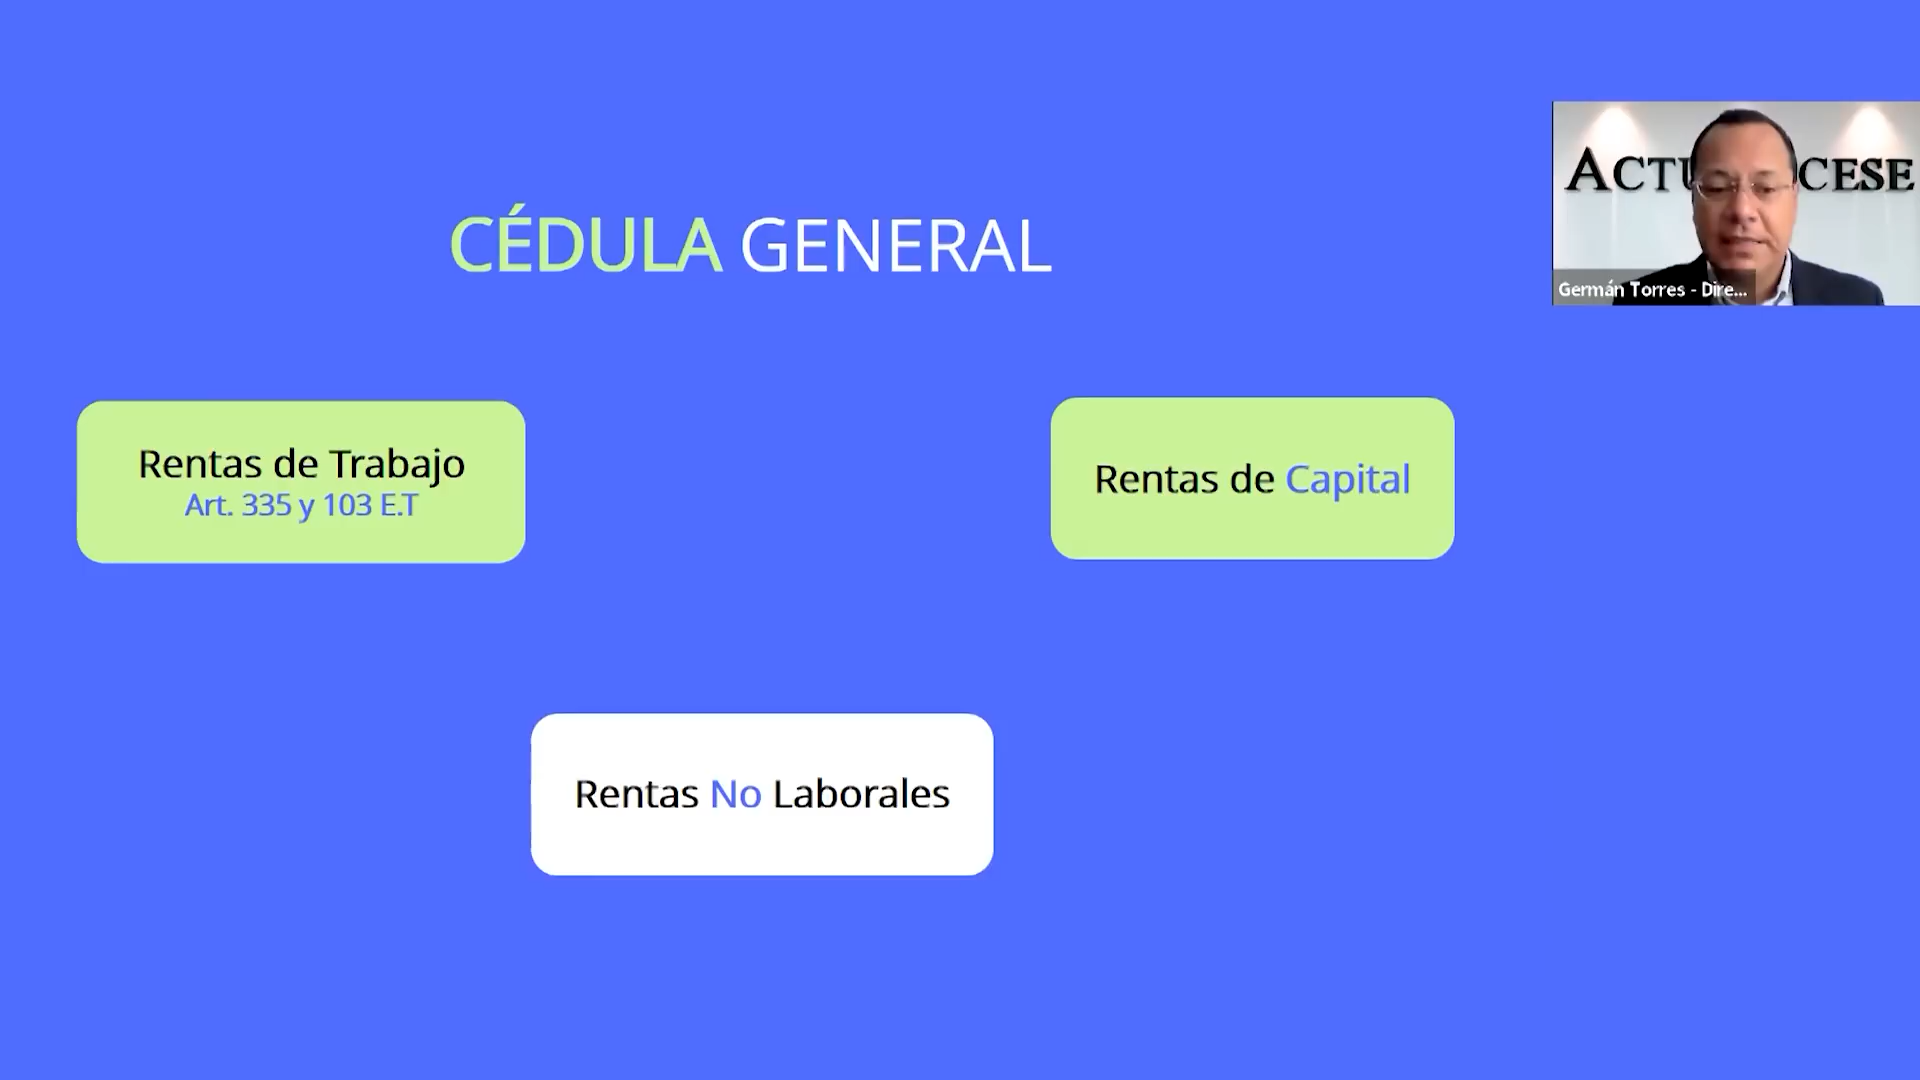 CÉDULA GENERAL
ACTU CESE
Germán Torres - Dire...
Rentas de Trabajo
Art. 335 y 103 E.T
Rentas de Capital
Rentas No Laborales